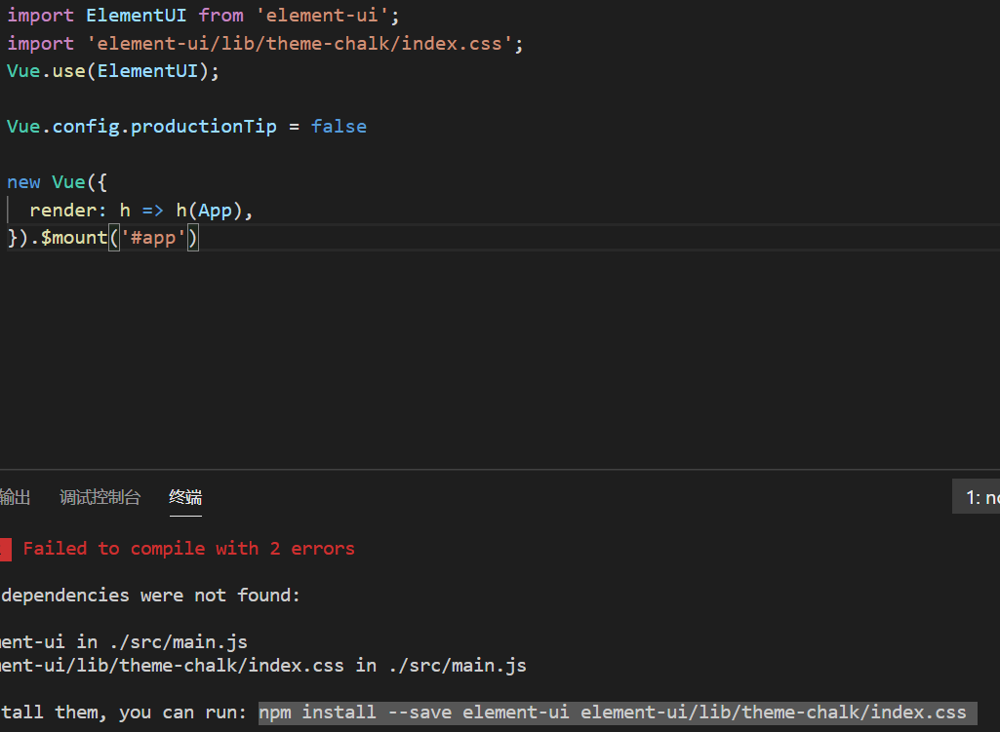 import ElementUI from 'element-ui';
import 'element-ui/lib/theme-chalk/index.css';
Vue.use(ElementUI);
Vue.config.productionTip = false
new Vue({
render: h => h(App),
}).$mount('#app')
输出 调试控制台 终端 1: no
Failed to compile with 2 errors
dependencies were not found:
ent-ui in ./src/main.js
ent-ui/lib/theme-chalk/index.css in ./src/main.js
tall them, you can run: npm install --save element-ui element-ui/lib/theme-chalk/index.css